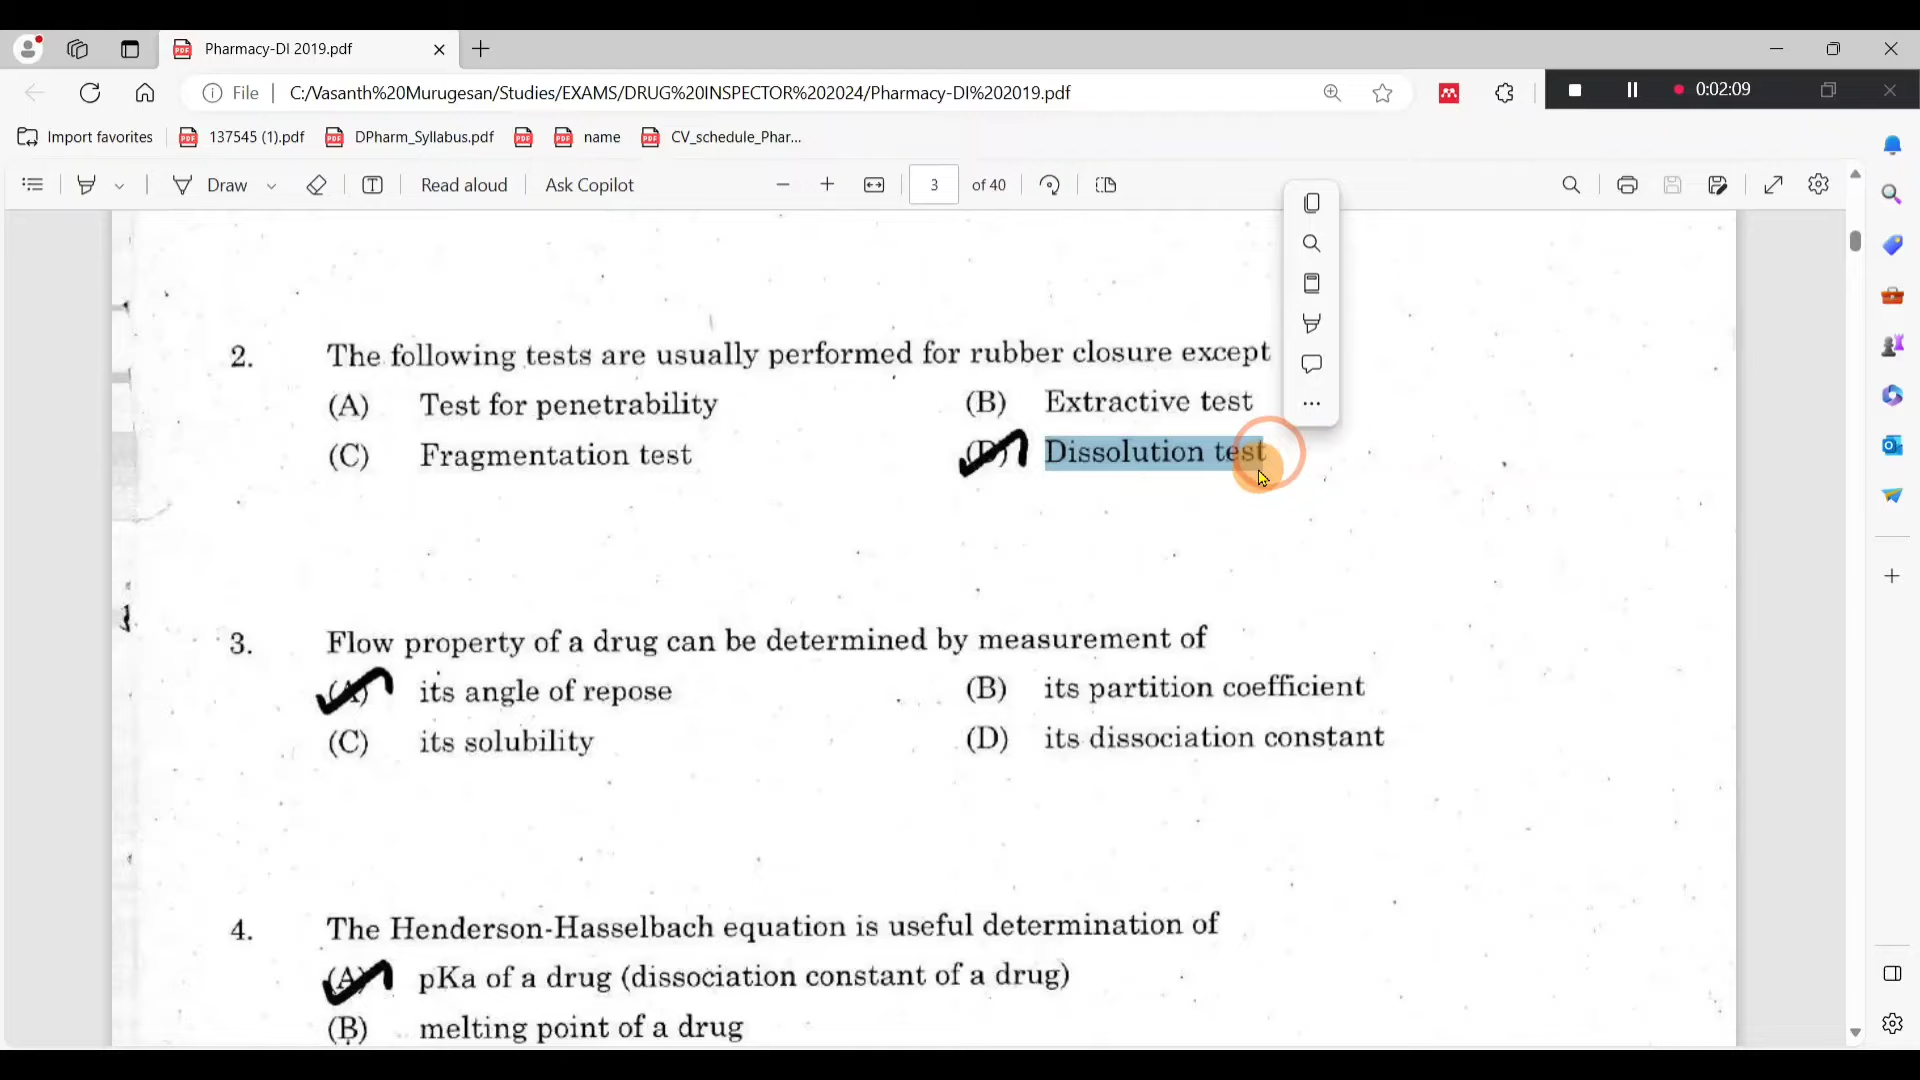 Pharmacy-DI 2019.pdf
File | C:/Vasanth%20Murugesan/Studies/EXAMS/DRUG%20INSPECTOR%202024/Pharmacy-DI%202019.pdf
0:02:09
Import favorites 137545 (1).pdf DPharm_Syllabus.pdf name CV_schedule_Phar...
Draw Read aloud Ask Copilot 3 of 40
2. The following tests are usually performed for rubber closure except
(A) Test for penetrability (B) Extractive test
(C) Fragmentation test (D) Dissolution test
3. Flow property of a drug can be determined by measurement of
(A) its angle of repose (B) its partition coefficient
(C) its solubility (D) its dissociation constant
4. The Henderson-Hasselbach equation is useful determination of
(A) pKa of a drug (dissociation constant of a drug)
(B) melting point of a drug